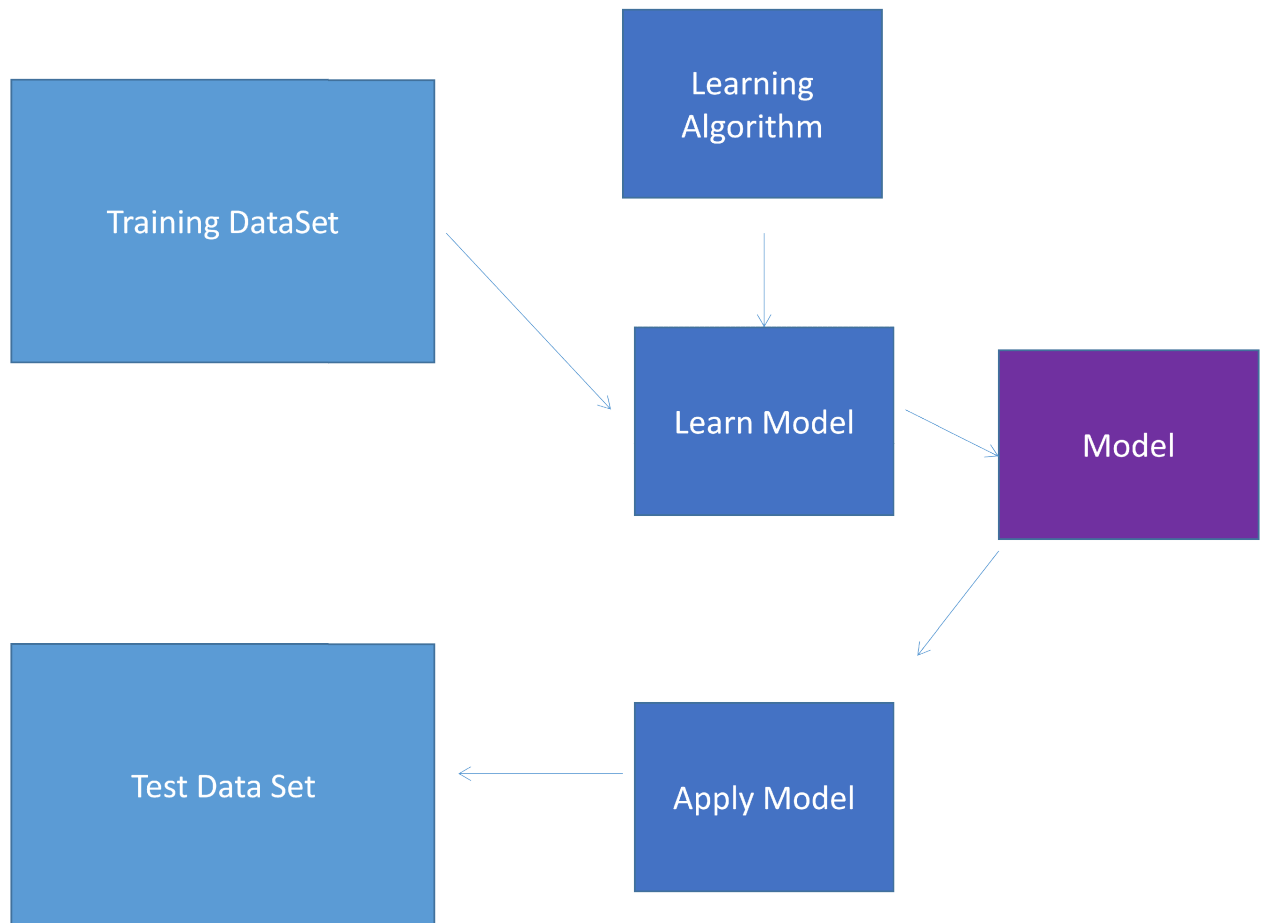 Learning
Algorithm
Training DataSet
Learn Model
Model
Test Data Set
Apply Model